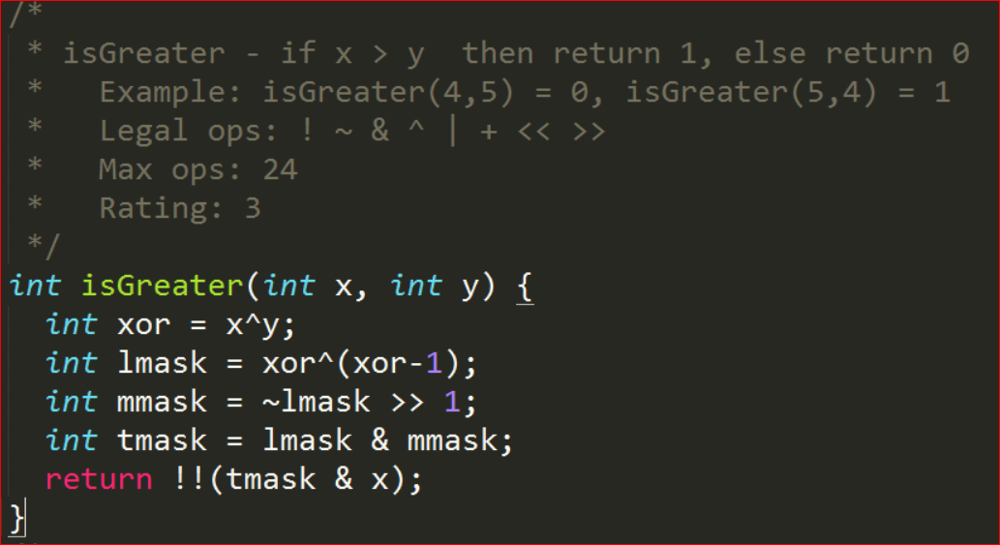 /*
 * isGreater - if x > y  then return 1, else return 0
 *   Example: isGreater(4,5) = 0, isGreater(5,4) = 1
 *   Legal ops: ! ~ & ^ | + << >>
 *   Max ops: 24
 *   Rating: 3
 */
int isGreater(int x, int y) {
  int xor = x^y;
  int lmask = xor^(xor-1);
  int mmask = ~lmask >> 1;
  int tmask = lmask & mmask;
  return !!(tmask & x);
}